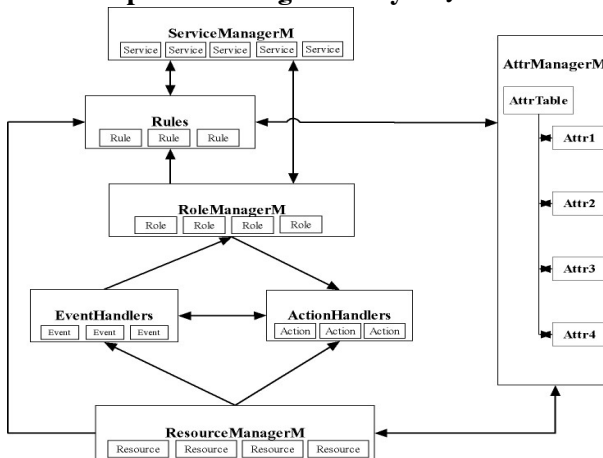 ServiceManagerM
Service Service Service Service Service
AttrManagerM
AttrTable
Rules
Rule Rule Rule
Attr1
RoleManagerM
Role Role Role Role
Attr2
Attr3
EventHandlers
Event Event Event
ActionHandlers
Action Action Action
Attr4
ResourceManagerM
Resource Resource Resource Resource